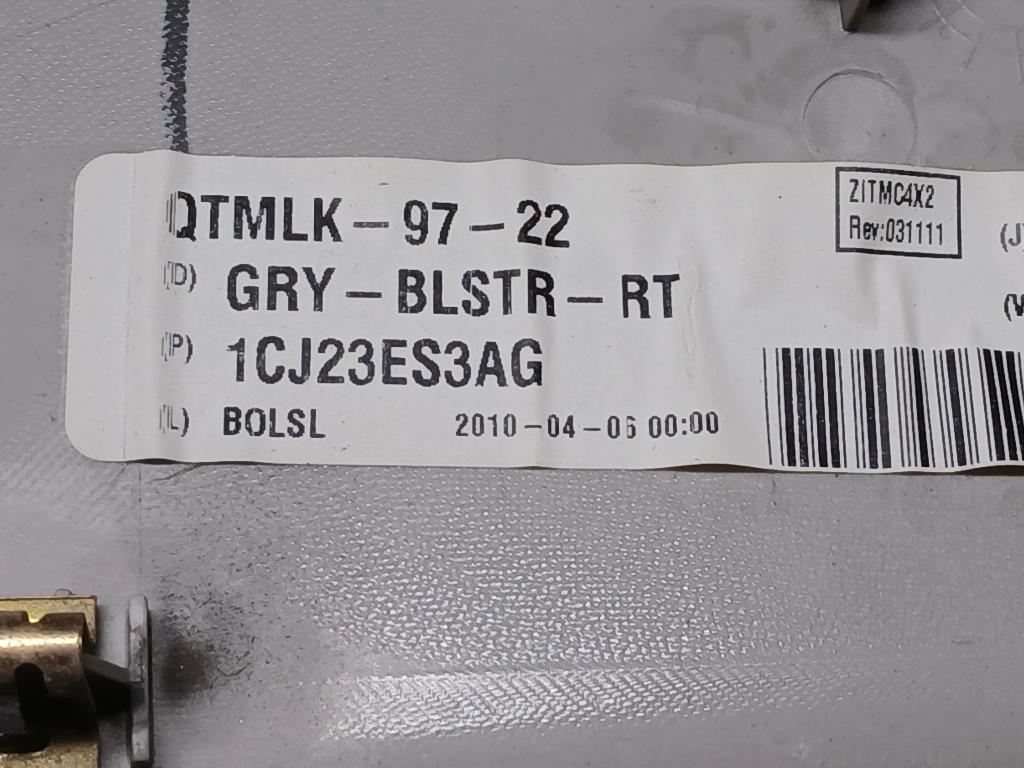 QTMLK-97-22
ZITMC4X2
Rev:031111
(J
(D) GRY-BLSTR-RT
(P) 1CJ23ES3AG
(L) BOLSL 2010-04-06 00:00